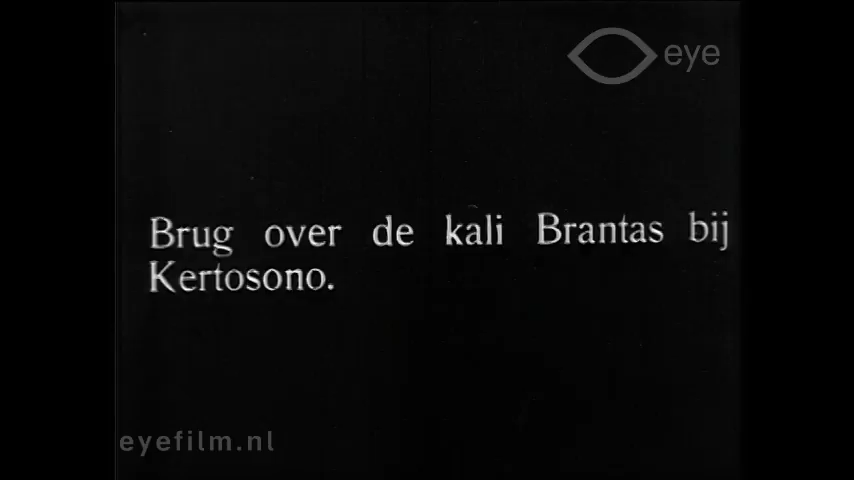 eye
Brug over de kali Brantas bij
Kertosono.
eyefilm.nl